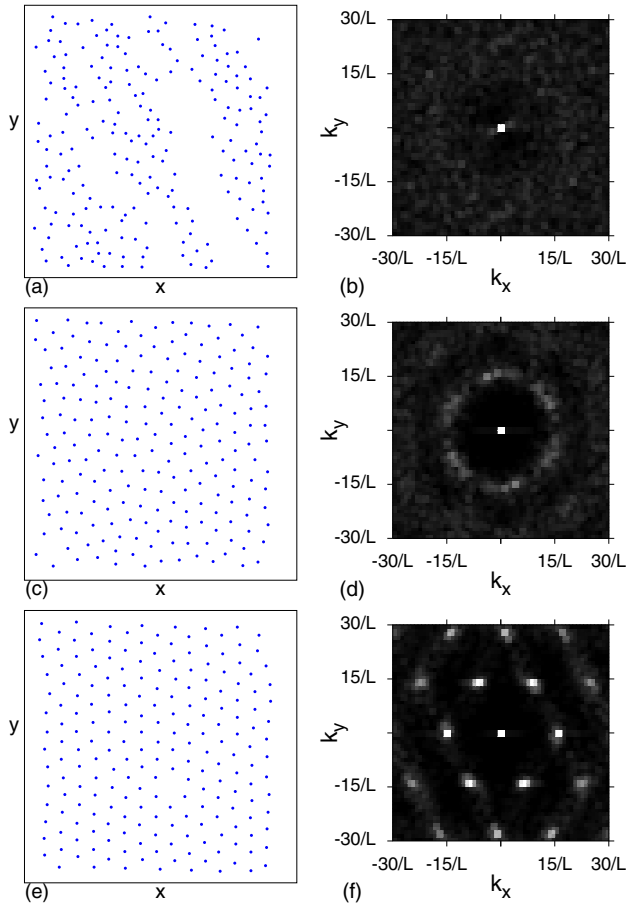 y
(a)
x
30/L
15/L
k_y
-15/L
-30/L
-30/L -15/L 15/L 30/L
(b)
k_x
y
(c)
x
30/L
15/L
k_y
-15/L
-30/L
-30/L -15/L 15/L 30/L
(d)
k_x
y
(e)
x
30/L
15/L
k_y
-15/L
-30/L
-30/L -15/L 15/L 30/L
(f)
k_x